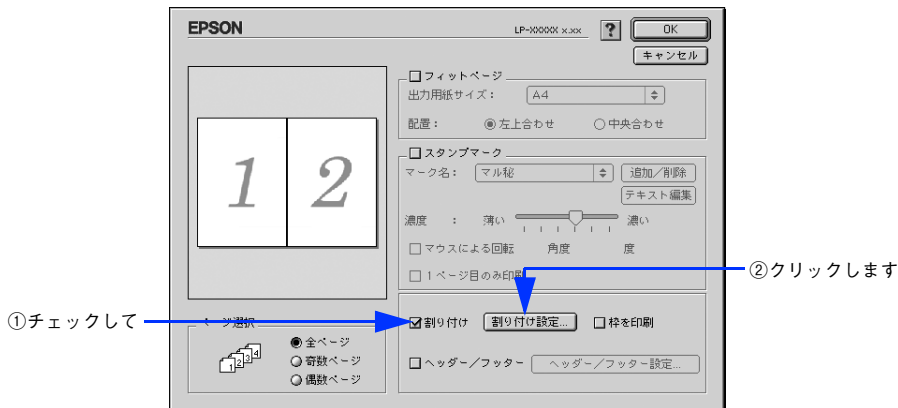 EPSON
LP-XXXXX x.xx
?
OK
キャンセル
1 2
フィットページ
出力用紙サイズ： A4
配置： 左上合わせ 中央合わせ
スタンプマーク
マーク名： マル秘 追加／削除
テキスト編集
濃度 ： 薄い 濃い
マウスによる回転 角度 度
1ページ目のみ印刷
②クリックします
①チェックして
割り付け 割り付け設定... 枠を印刷
ヘッダー／フッター ヘッダー／フッター設定...
ページ選択
1 2 3 4
全ページ
奇数ページ
偶数ページ